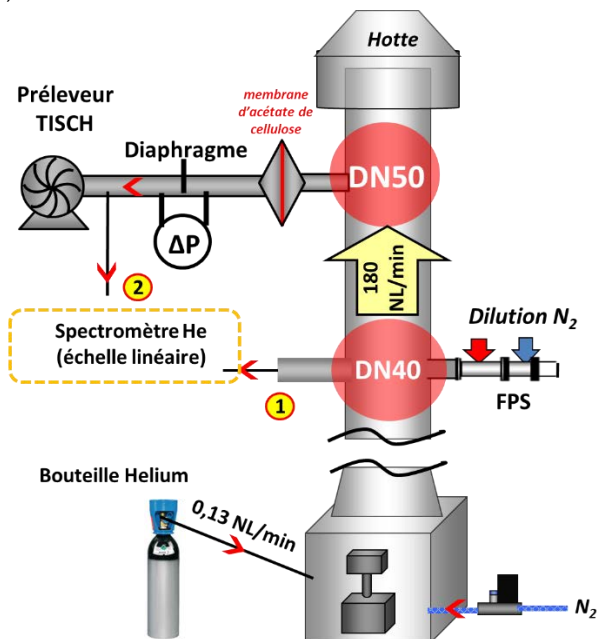 Hotte
Préleveur
TISCH
membrane
d’acétate de
cellulose
Diaphragme
DN50
ΔP
180
NL/min
2
Dilution N₂
Spectromètre He
(échelle linéaire)
DN40
1
FPS
Bouteille Helium
0,13 NL/min
N₂